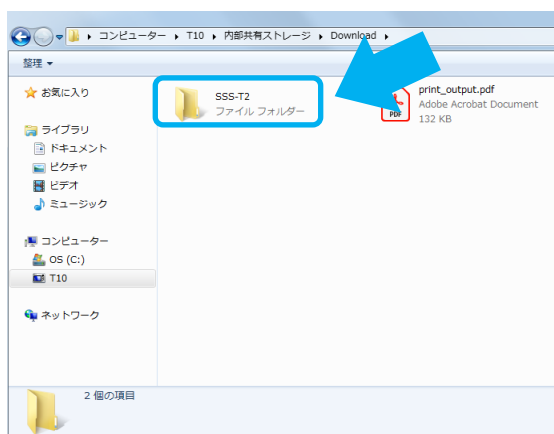 コンピューター ▸ T10 ▸ 内部共有ストレージ ▸ Download ▸
整理 ▼
お気に入り
ライブラリ
ドキュメント
ピクチャ
ビデオ
ミュージック
コンピューター
OS (C:)
T10
ネットワーク
SSS-T2
ファイル フォルダー
print_output.pdf
Adobe Acrobat Document
132 KB
PDF
2 個の項目